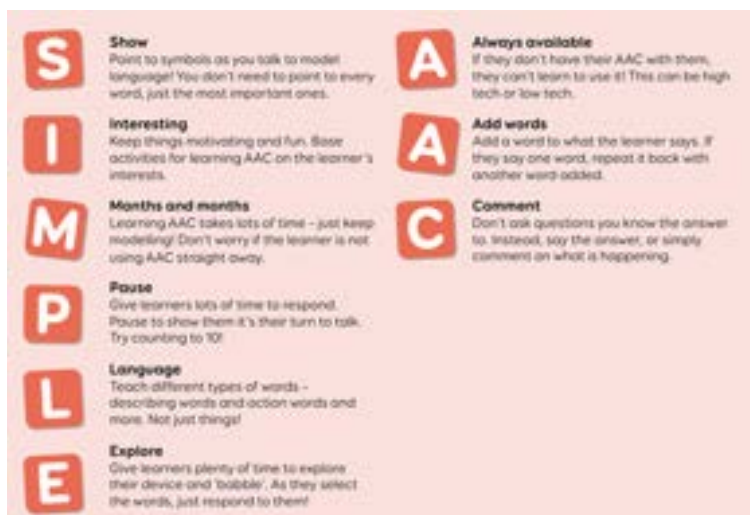 S
Show
Point to symbols as you talk to model
language! You don't need to point to every
word, just the most important ones.
I
Interesting
Keep things motivating and fun. Base
activities for learning AAC on the learner's
interests.
M
Months and months
Learning AAC takes lots of time – just keep
modelling! Don't worry if the learner is not
using AAC straight away.
P
Pause
Give learners lots of time to respond.
Pause to show them it's their turn to talk.
Try counting to 10!
L
Language
Teach different types of words –
describing words and action words and
more. Not just things!
E
Explore
Give learners plenty of time to explore
their device and 'babble'. As they select
the words, just respond to them!
A
Always available
If they don't have their AAC with them,
they can't learn to use it! This can be high
tech or low tech.
A
Add words
Add a word to what the learner says. If
they say one word, repeat it back with
another word added.
C
Comment
Don't ask questions you know the answer
to. Instead, say the answer, or simply
comment on what is happening.